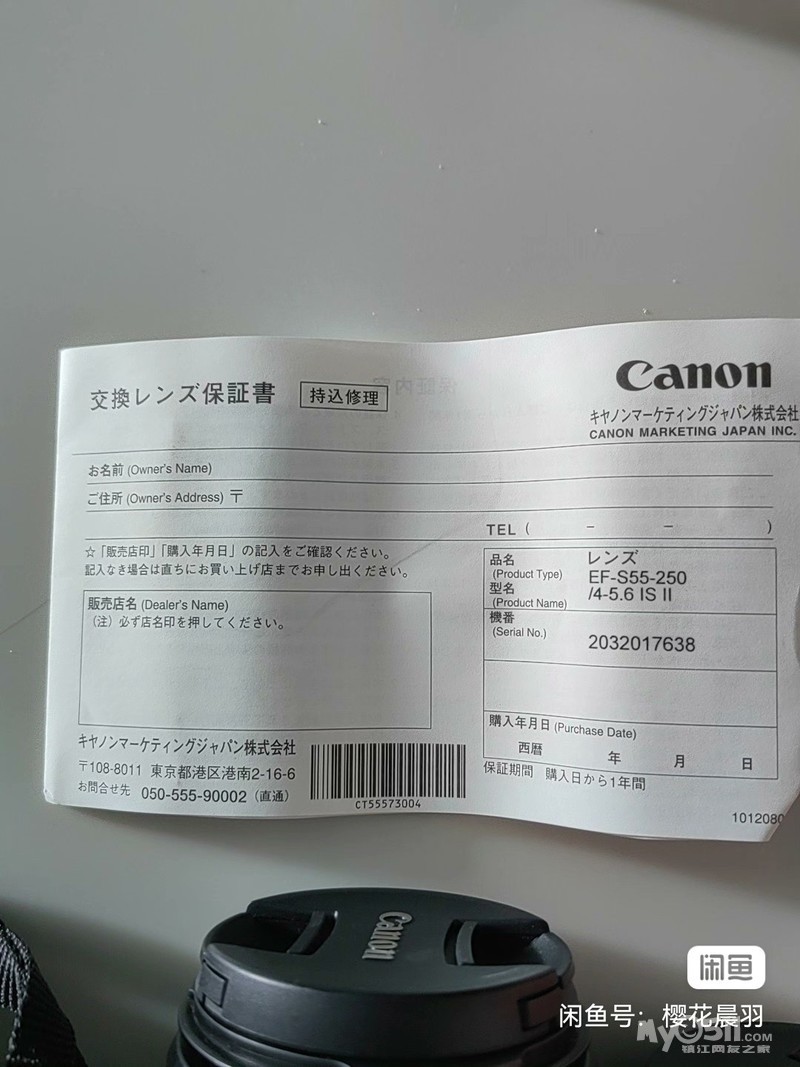 Canon
交換レンズ保証書 持込修理
キヤノンマーケティングジャパン株式会社
CANON MARKETING JAPAN INC.
お名前 (Owner's Name)
ご住所 (Owner's Address) 〒
TEL ( － － )
☆「販売店印」「購入年月日」の記入をご確認ください。
記入なき場合は直ちにお買い上げ店までお申し出ください。
販売店名 (Dealer's Name)
（注）必ず店名印を押してください。
品名 レンズ
(Product Type) EF-S55-250
型名 /4-5.6 IS II
(Product Name)
機番
(Serial No.) 2032017638
購入年月日 (Purchase Date)
西暦 年 月 日
保証期間 購入日から1年間
キヤノンマーケティングジャパン株式会社
〒108-8011 東京都港区港南2-16-6
お問合せ先 050-555-90002（直通）
CT55573004
1012080
Canon
闲鱼
闲鱼号：樱花晨羽
My0511.COM
镇江网友之家